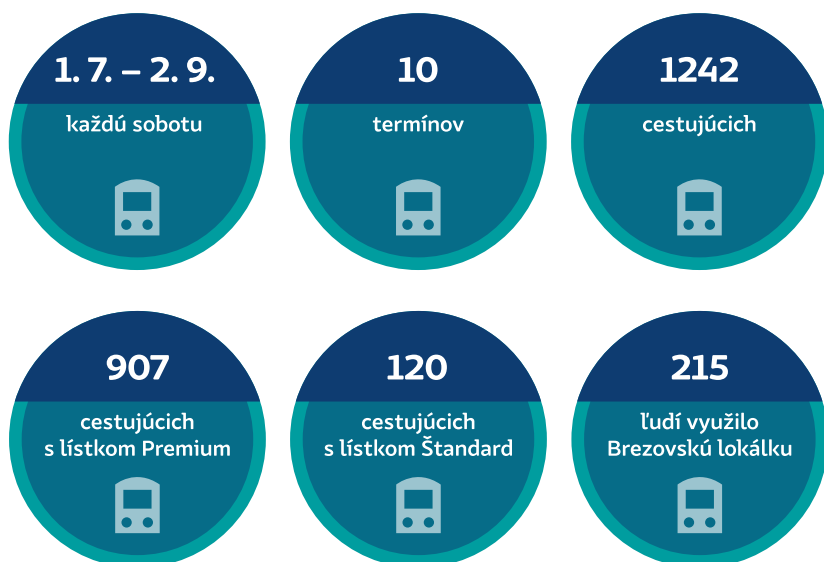 1. 7. – 2. 9.
každú sobotu
10
termínov
1242
cestujúcich
907
cestujúcich
s lístkom Premium
120
cestujúcich
s lístkom Štandard
215
ľudí využilo
Brezovskú lokálku